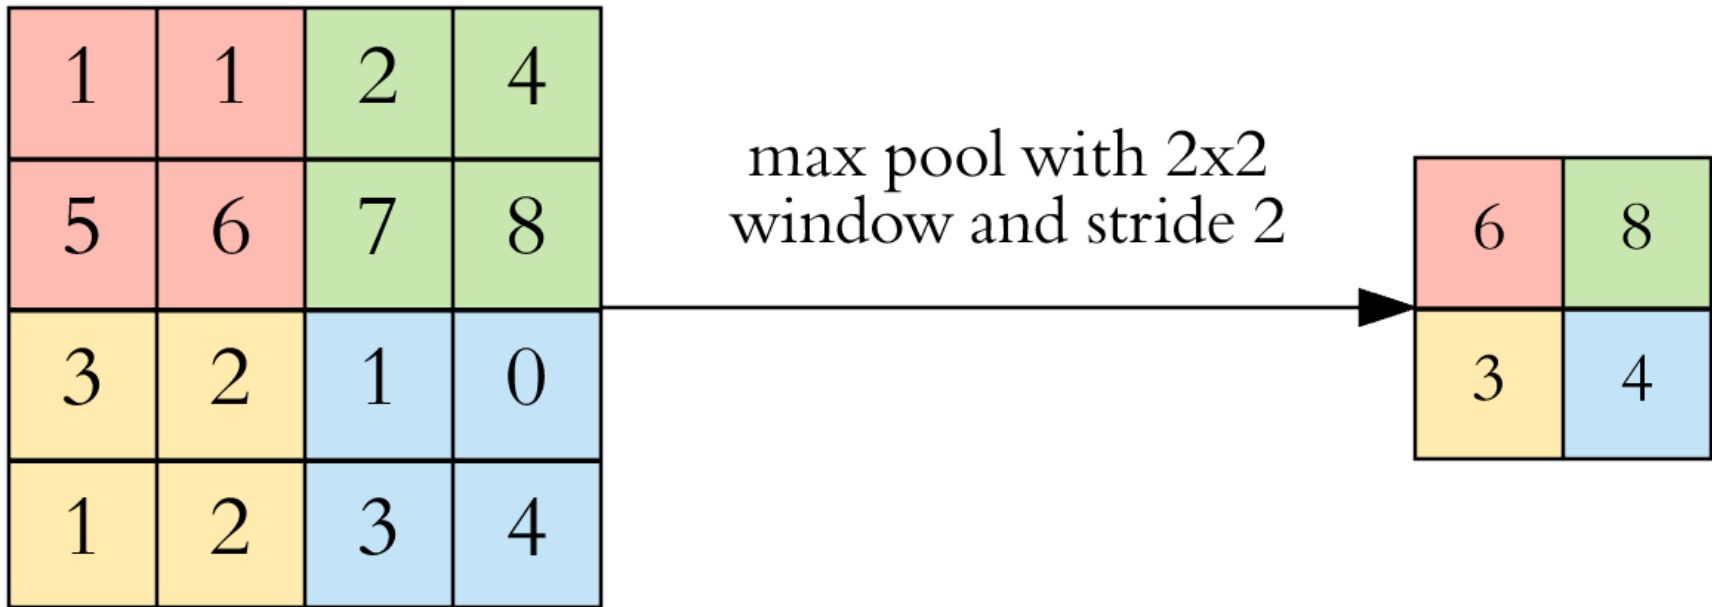 1 1 2 4
5 6 7 8
3 2 1 0
1 2 3 4
max pool with 2x2
window and stride 2
6 8
3 4